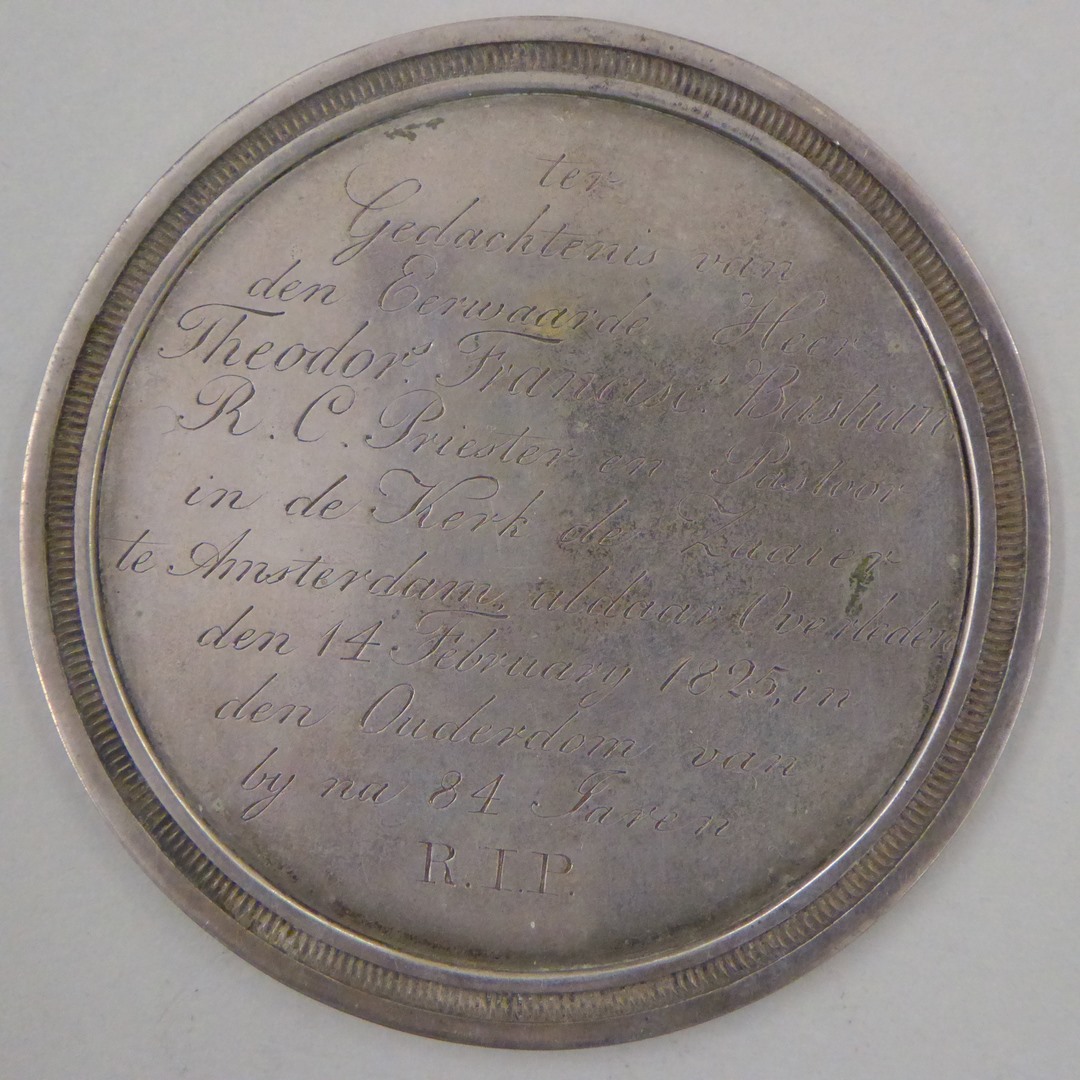 ter
Gedachtenis van
den Eerwaarde Heer
Theodor.s Francisc.s Bastian,
R. C. Priester en Pastoor
in de Kerk de Zaaier
te Amsterdam, aldaar Overleden
den 14 February 1825, in
den Ouderdom van
by na 84 Jaren
R.I.P.